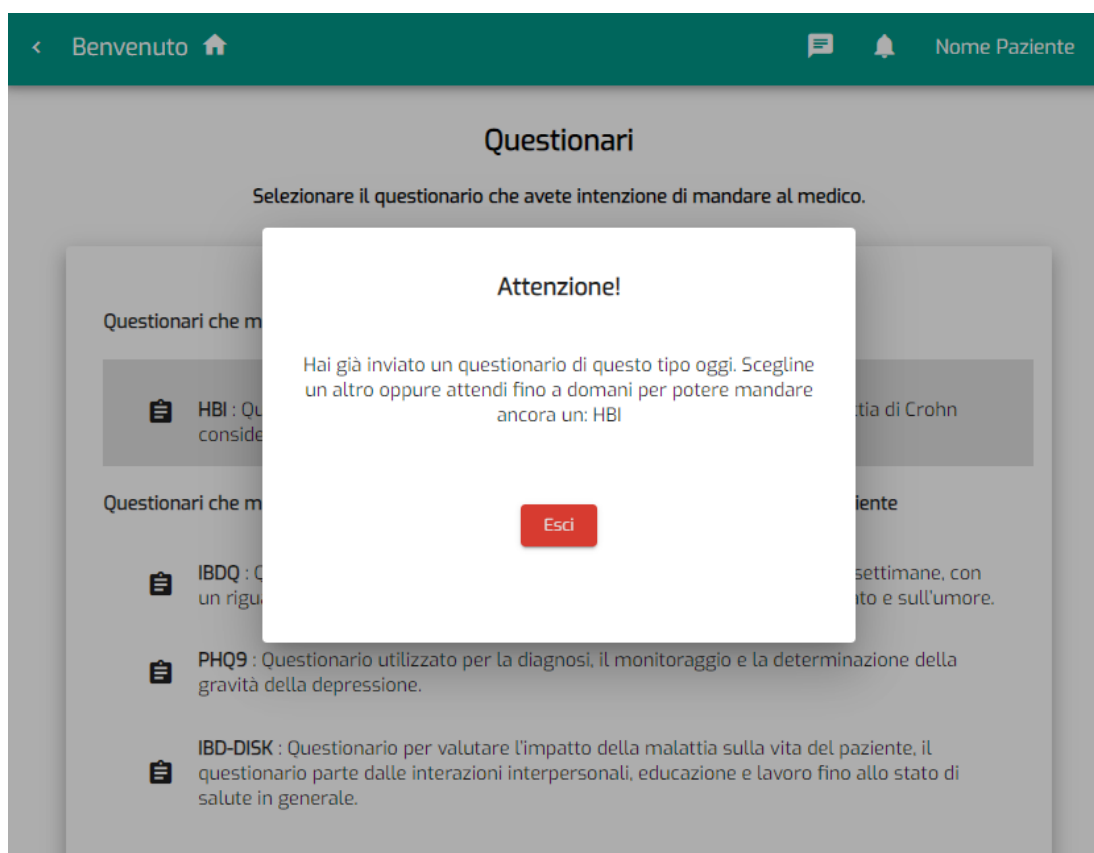 Benvenuto
Nome Paziente
Questionari
Selezionare il questionario che avete intenzione di mandare al medico.
Attenzione!
Hai già inviato un questionario di questo tipo oggi. Scegline
un altro oppure attendi fino a domani per potere mandare
ancora un: HBI
Esci
Questionari che m
HBI : Qu
tia di Crohn
conside
Questionari che m
iente
IBDQ : Q
settimane, con
un rigua
to e sull'umore.
PHQ9 : Questionario utilizzato per la diagnosi, il monitoraggio e la determinazione della
gravità della depressione.
IBD-DISK : Questionario per valutare l'impatto della malattia sulla vita del paziente, il
questionario parte dalle interazioni interpersonali, educazione e lavoro fino allo stato di
salute in generale.